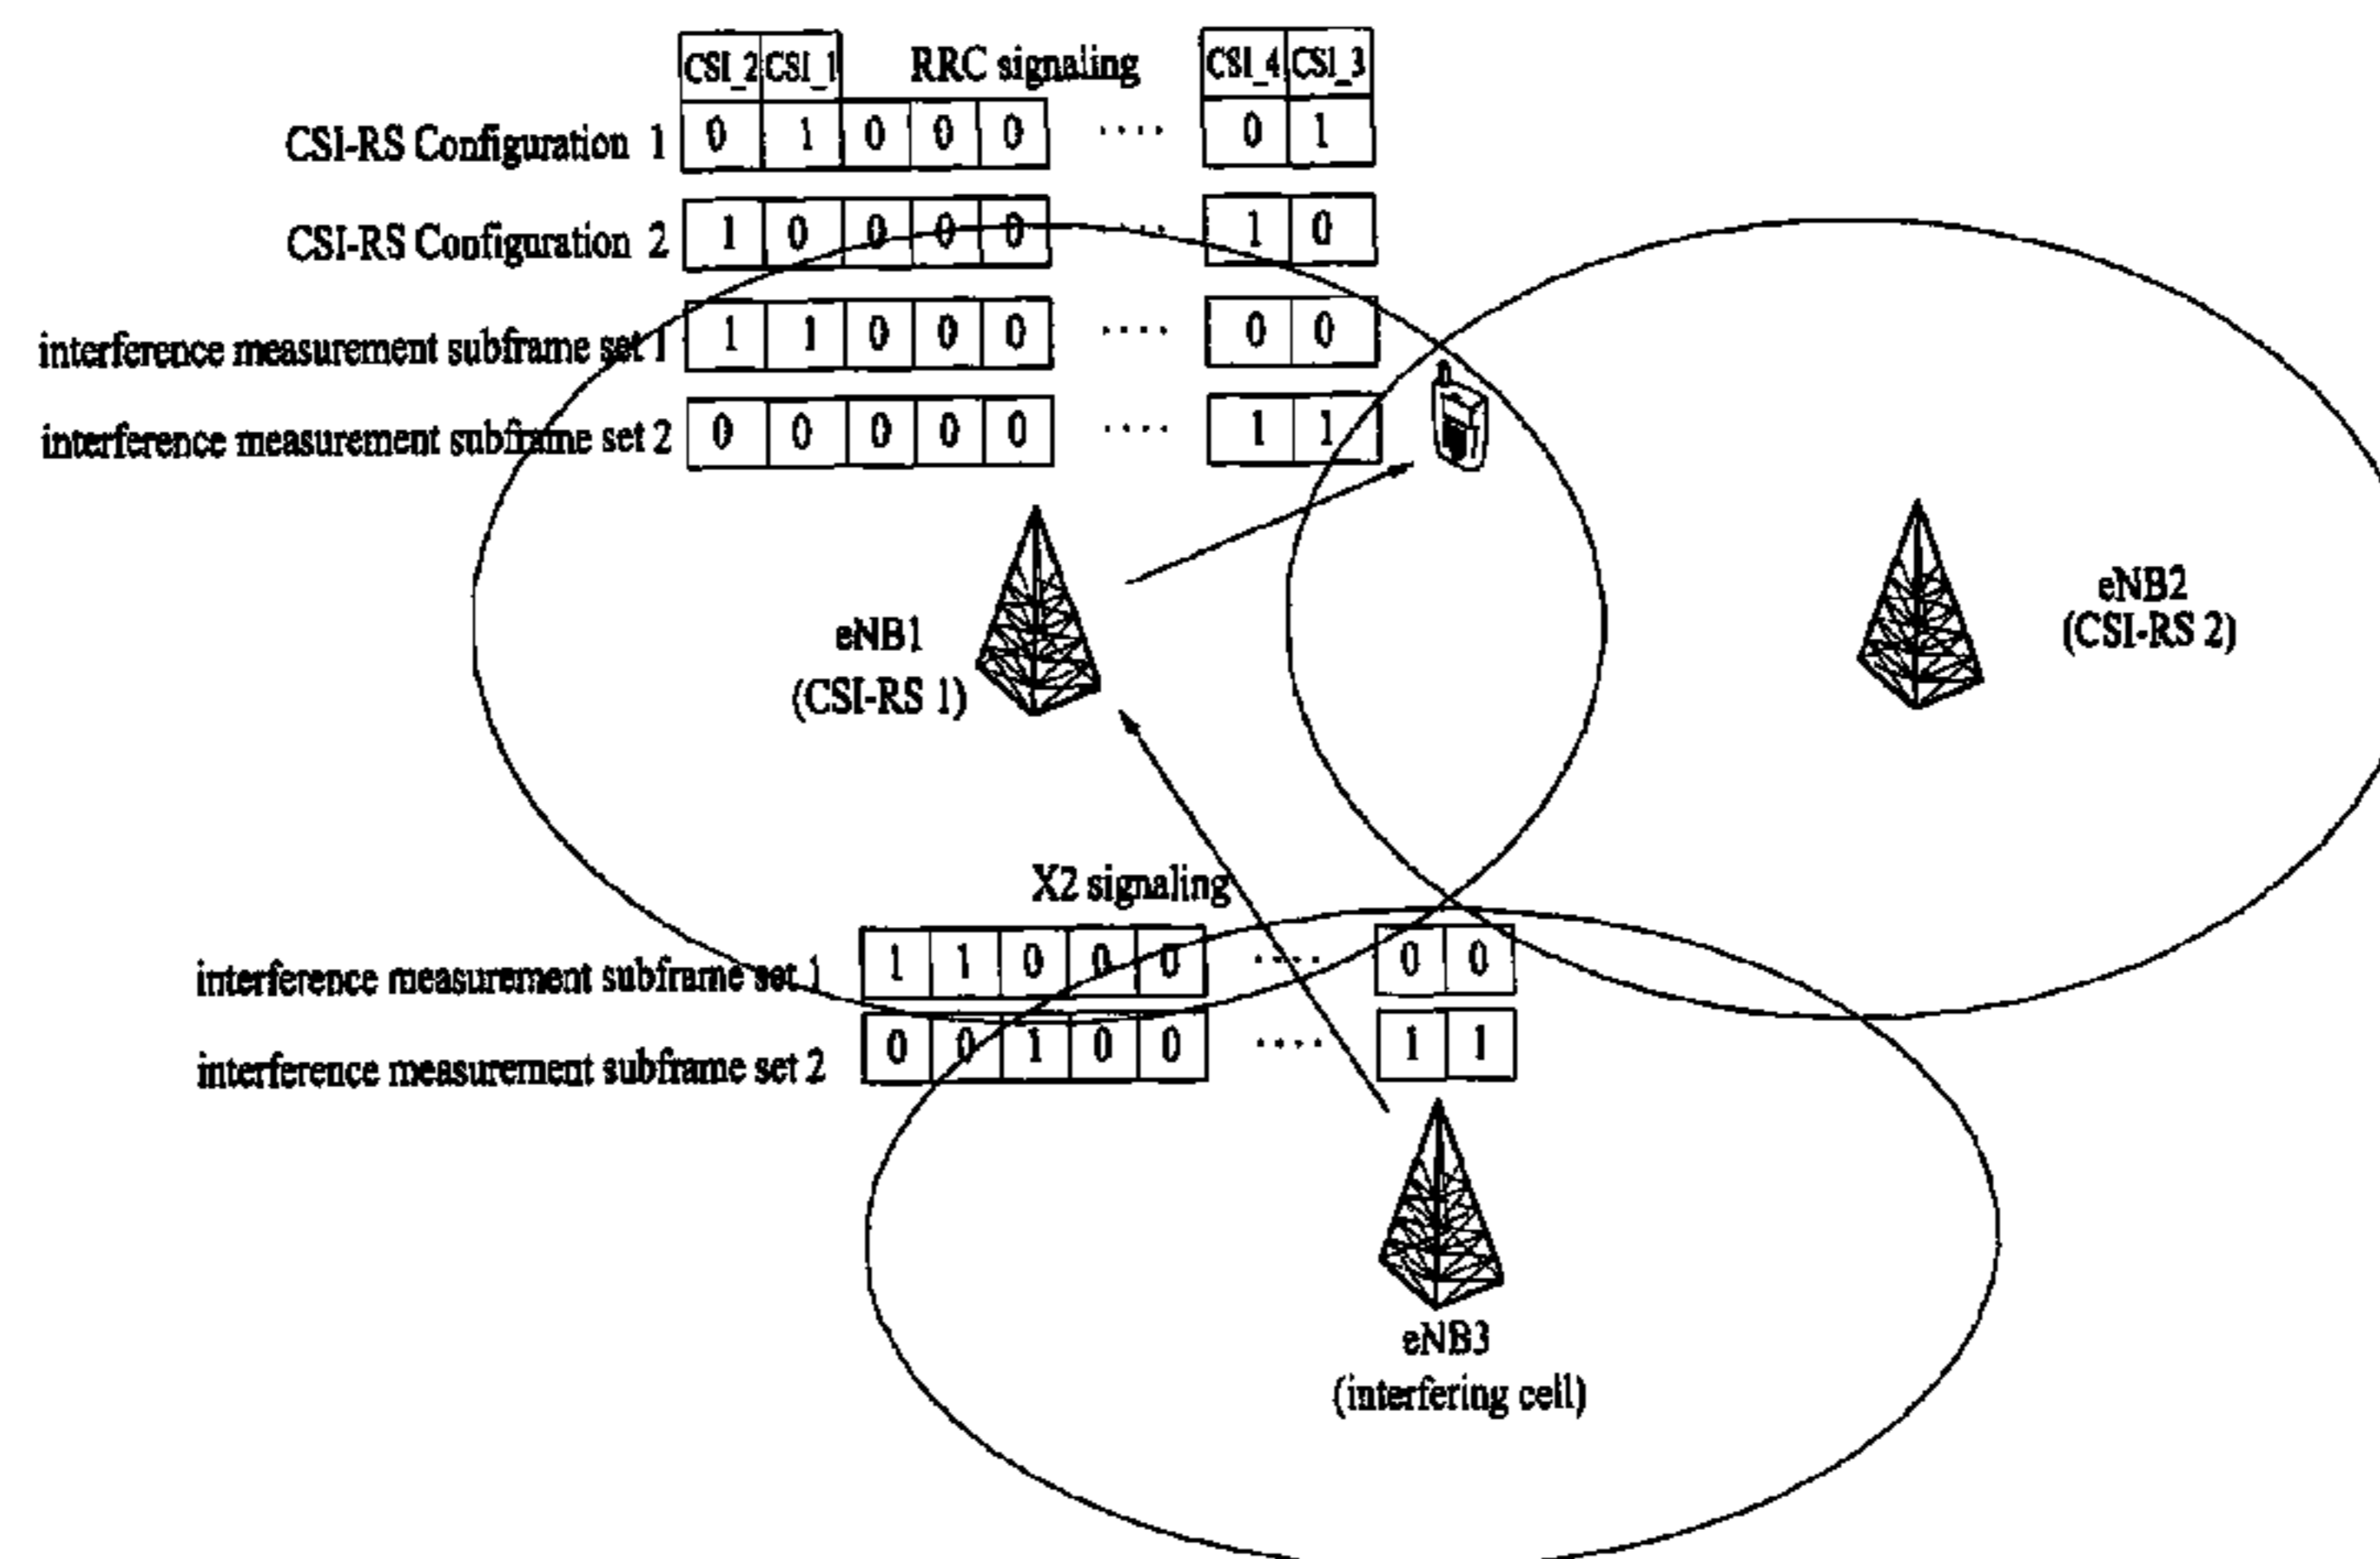 CSI_2 CSI_1 RRC signaling CSI_4 CSI_3
CSI-RS Configuration 1 0 1 0 0 0 .... 0 1
CSI-RS Configuration 2 1 0 0 0 0 .... 1 0
interference measurement subframe set 1 1 1 0 0 0 .... 0 0
interference measurement subframe set 2 0 0 0 0 0 .... 1 1
eNB1
(CSI-RS 1)
eNB2
(CSI-RS 2)
X2 signaling
interference measurement subframe set 1 1 1 0 0 0 .... 0 0
interference measurement subframe set 2 0 0 1 0 0 .... 1 1
eNB3
(interfering cell)